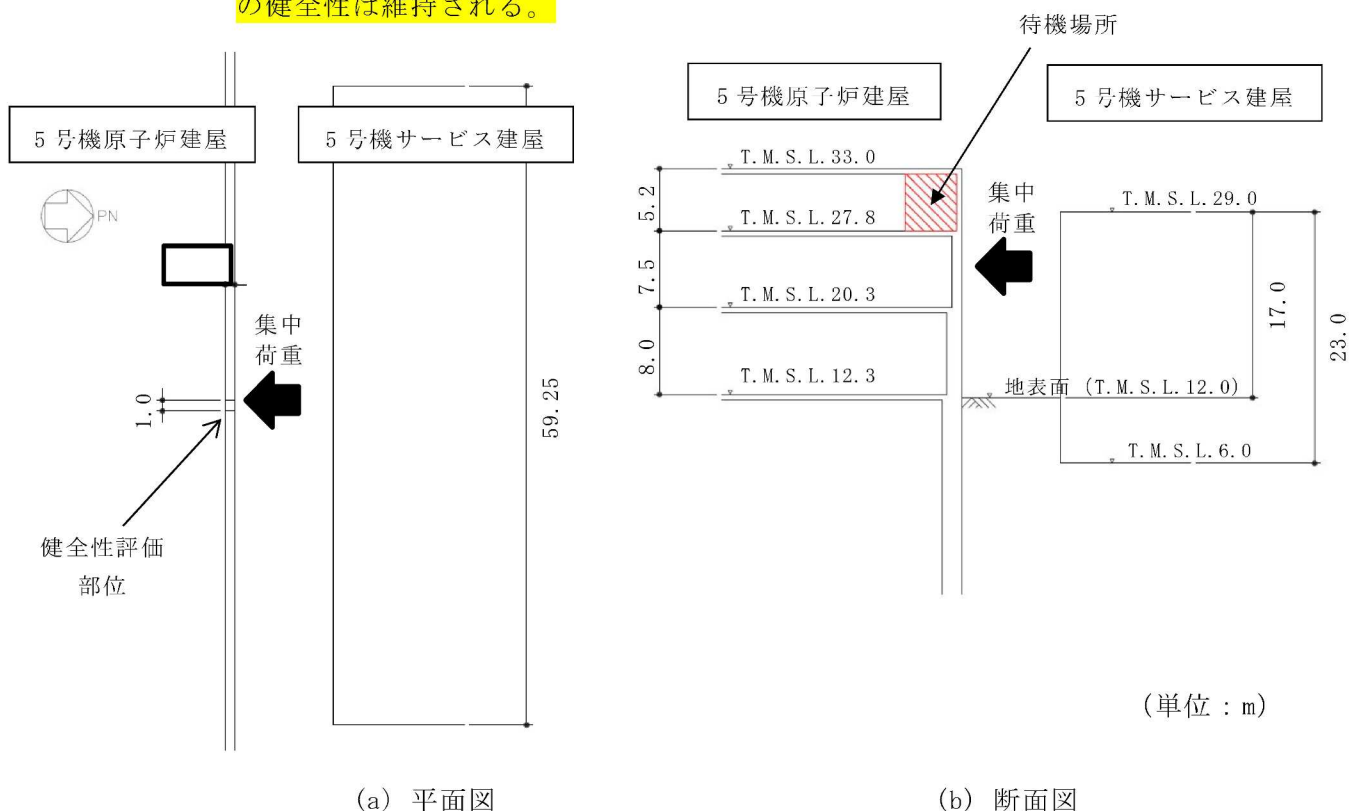 の健全性は維持される。
5号機原子炉建屋
5号機サービス建屋
PN
集中
荷重
1.0
59.25
健全性評価
部位
(a) 平面図
待機場所
5号機原子炉建屋
5号機サービス建屋
T.M.S.L.33.0
5.2
T.M.S.L.27.8
集中
荷重
T.M.S.L.29.0
7.5
T.M.S.L.20.3
17.0
23.0
8.0
T.M.S.L.12.3
地表面 (T.M.S.L.12.0)
T.M.S.L.6.0
(単位：m)
(b) 断面図